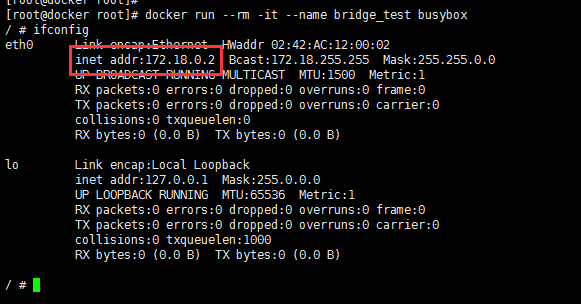 [root@docker root]#
[root@docker root]# docker run --rm -it --name bridge_test busybox
/ # ifconfig
eth0      Link encap:Ethernet  HWaddr 02:42:AC:12:00:02
          inet addr:172.18.0.2  Bcast:172.18.255.255  Mask:255.255.0.0
          UP BROADCAST RUNNING MULTICAST  MTU:1500  Metric:1
          RX packets:0 errors:0 dropped:0 overruns:0 frame:0
          TX packets:0 errors:0 dropped:0 overruns:0 carrier:0
          collisions:0 txqueuelen:0
          RX bytes:0 (0.0 B)  TX bytes:0 (0.0 B)
lo        Link encap:Local Loopback
          inet addr:127.0.0.1  Mask:255.0.0.0
          UP LOOPBACK RUNNING  MTU:65536  Metric:1
          RX packets:0 errors:0 dropped:0 overruns:0 frame:0
          TX packets:0 errors:0 dropped:0 overruns:0 carrier:0
          collisions:0 txqueuelen:1000
          RX bytes:0 (0.0 B)  TX bytes:0 (0.0 B)
/ #